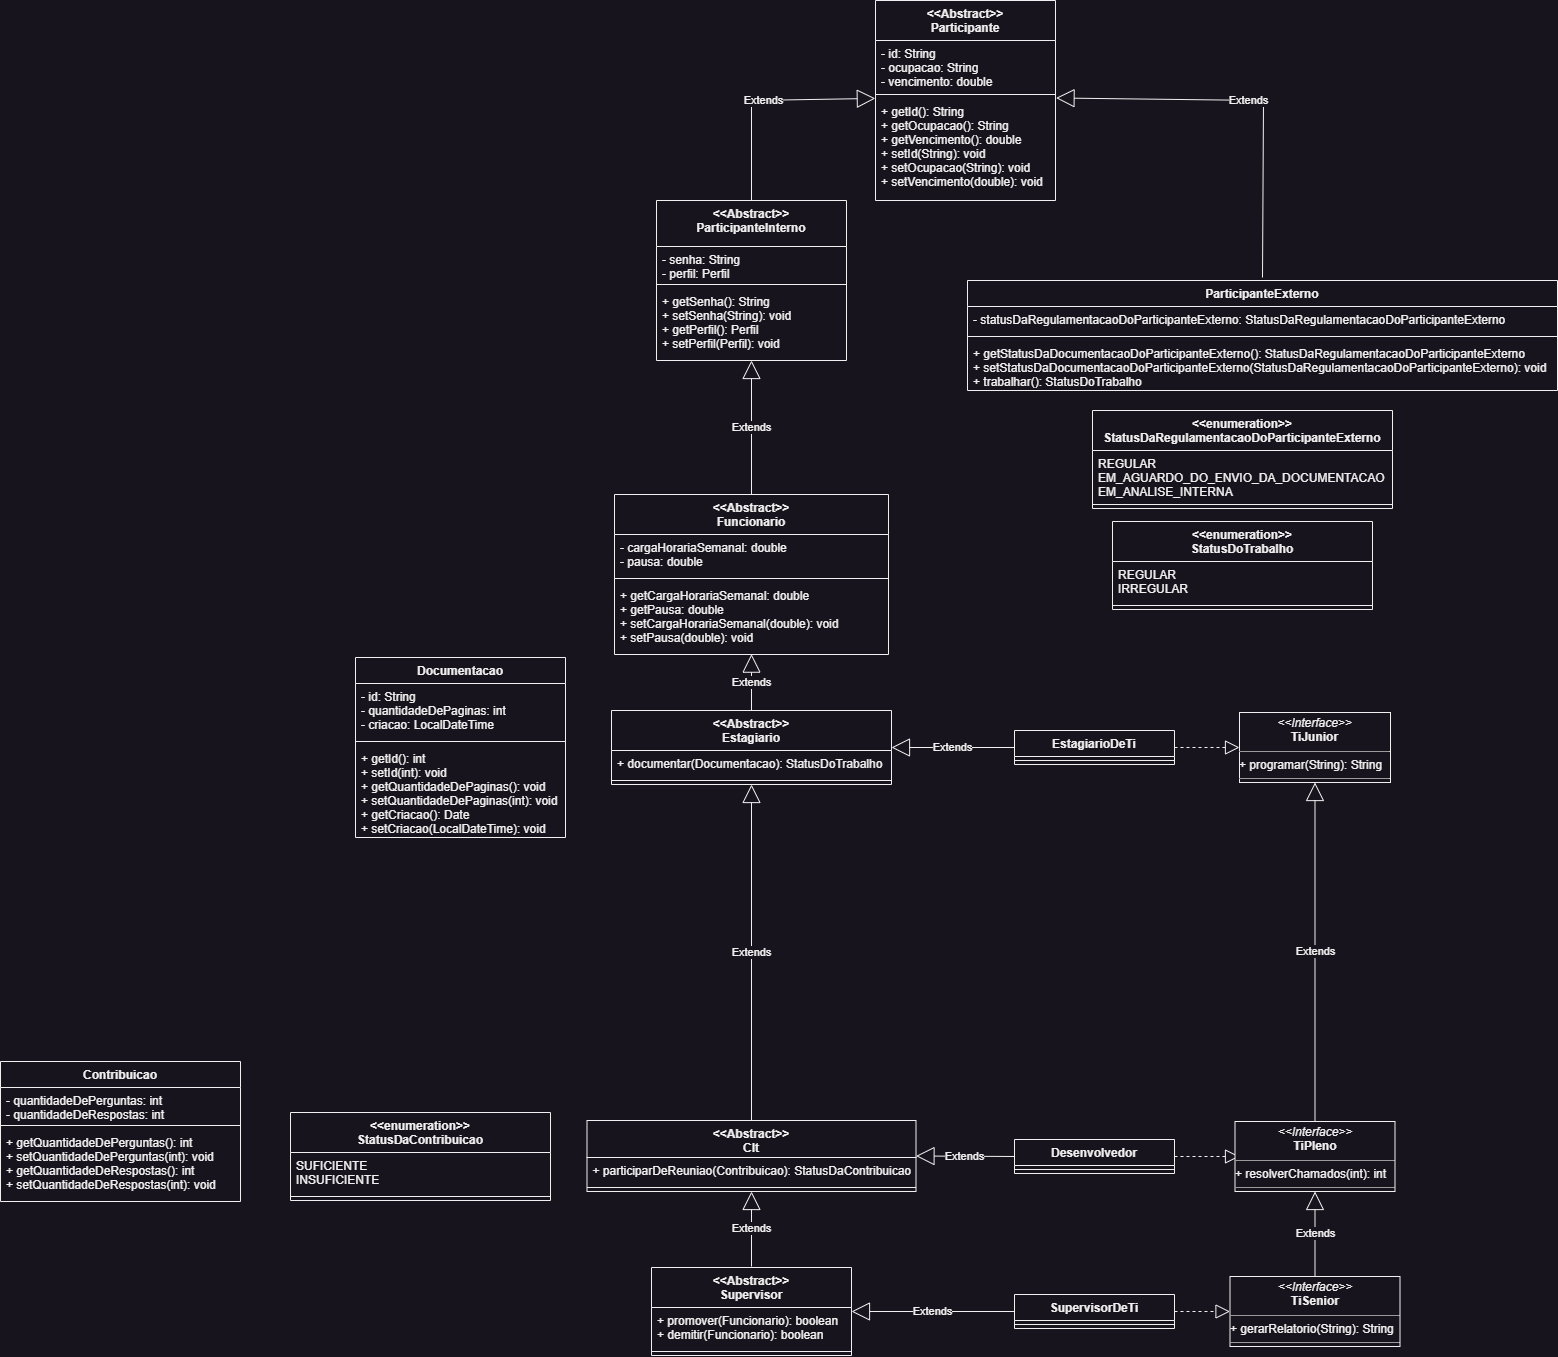 <<Abstract>>
Participante
- id: String
- ocupacao: String
- vencimento: double
+ getId(): String
+ getOcupacao(): String
+ getVencimento(): double
+ setId(String): void
+ setOcupacao(String): void
+ setVencimento(double): void
Extends
Extends
<<Abstract>>
ParticipanteInterno
- senha: String
- perfil: Perfil
+ getSenha(): String
+ setSenha(String): void
+ getPerfil(): Perfil
+ setPerfil(Perfil): void
ParticipanteExterno
- statusDaRegulamentacaoDoParticipanteExterno: StatusDaRegulamentacaoDoParticipanteExterno
+ getStatusDaDocumentacaoDoParticipanteExterno(): StatusDaRegulamentacaoDoParticipanteExterno
+ setStatusDaDocumentacaoDoParticipanteExterno(StatusDaRegulamentacaoDoParticipanteExterno): void
+ trabalhar(): StatusDoTrabalho
Extends
<<enumeration>>
StatusDaRegulamentacaoDoParticipanteExterno
REGULAR
EM_AGUARDO_DO_ENVIO_DA_DOCUMENTACAO
EM_ANALISE_INTERNA
<<Abstract>>
Funcionario
- cargaHorariaSemanal: double
- pausa: double
+ getCargaHorariaSemanal: double
+ getPausa: double
+ setCargaHorariaSemanal(double): void
+ setPausa(double): void
<<enumeration>>
StatusDoTrabalho
REGULAR
IRREGULAR
Documentacao
- id: String
- quantidadeDePaginas: int
- criacao: LocalDateTime
+ getId(): int
+ setId(int): void
+ getQuantidadeDePaginas(): void
+ setQuantidadeDePaginas(int): void
+ getCriacao(): Date
+ setCriacao(LocalDateTime): void
Extends
<<Abstract>>
Estagiario
+ documentar(Documentacao): StatusDoTrabalho
Extends
EstagiarioDeTi
<<Interface>>
TiJunior
+ programar(String): String
Extends
Extends
Contribuicao
- quantidadeDePerguntas: int
- quantidadeDeRespostas: int
+ getQuantidadeDePerguntas(): int
+ setQuantidadeDePerguntas(int): void
+ getQuantidadeDeRespostas(): int
+ setQuantidadeDeRespostas(int): void
<<enumeration>>
StatusDaContribuicao
SUFICIENTE
INSUFICIENTE
<<Abstract>>
Clt
+ participarDeReuniao(Contribuicao): StatusDaContribuicao
Extends
Desenvolvedor
<<Interface>>
TiPleno
+ resolverChamados(int): int
Extends
Extends
<<Abstract>>
Supervisor
+ promover(Funcionario): boolean
+ demitir(Funcionario): boolean
Extends
SupervisorDeTi
<<Interface>>
TiSenior
+ gerarRelatorio(String): String